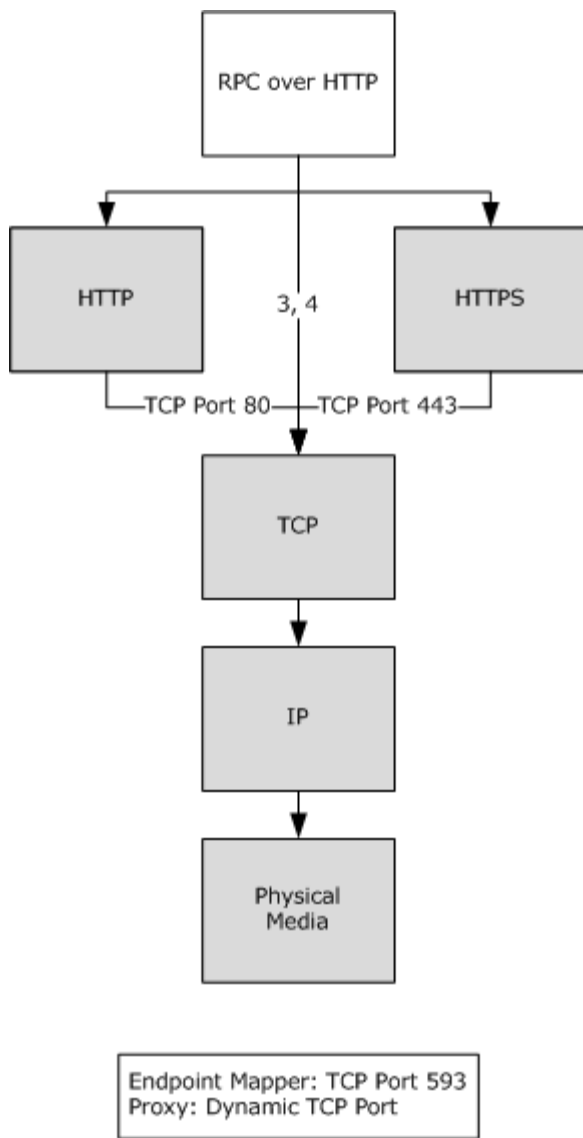 RPC over HTTP
HTTP
HTTPS
3, 4
TCP Port 80
TCP Port 443
TCP
IP
Physical
Media
Endpoint Mapper: TCP Port 593
Proxy: Dynamic TCP Port